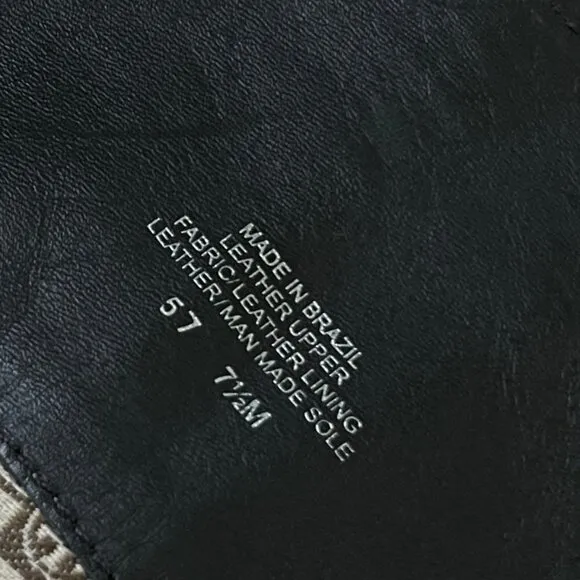 MADE IN BRAZIL
LEATHER UPPER
FABRIC/LEATHER LINING
LEATHER/MAN MADE SOLE
57 7½M